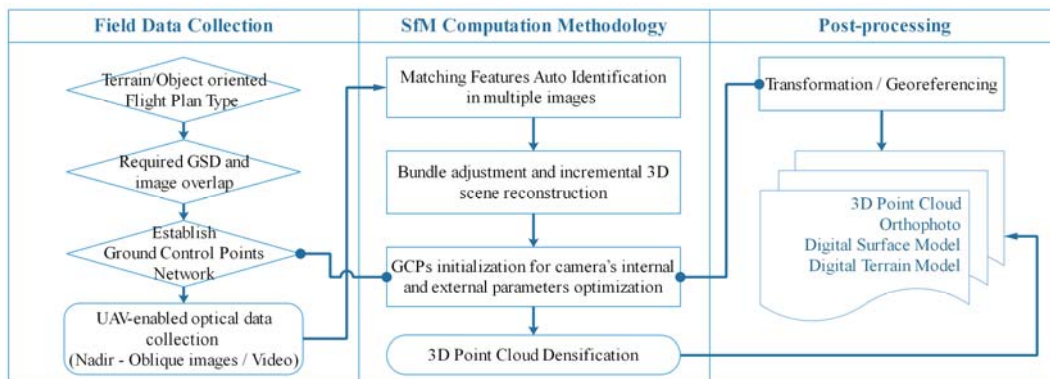 Field Data Collection
SfM Computation Methodology
Post-processing
Terrain/Object oriented
Flight Plan Type
Required GSD and
image overlap
Establish
Ground Control Points
Network
UAV-enabled optical data
collection
(Nadir - Oblique images / Video)
Matching Features Auto Identification
in multiple images
Bundle adjustment and incremental 3D
scene reconstruction
GCPs initialization for camera's internal
and external parameters optimization
3D Point Cloud Densification
Transformation / Georeferencing
3D Point Cloud
Orthophoto
Digital Surface Model
Digital Terrain Model